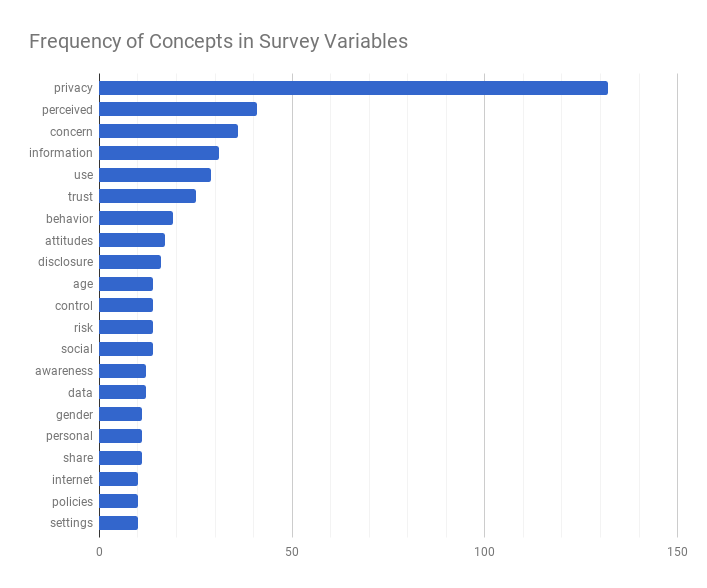 Frequency of Concepts in Survey Variables
privacy
perceived
concern
information
use
trust
behavior
attitudes
disclosure
age
control
risk
social
awareness
data
gender
personal
share
internet
policies
settings
0 50 100 150